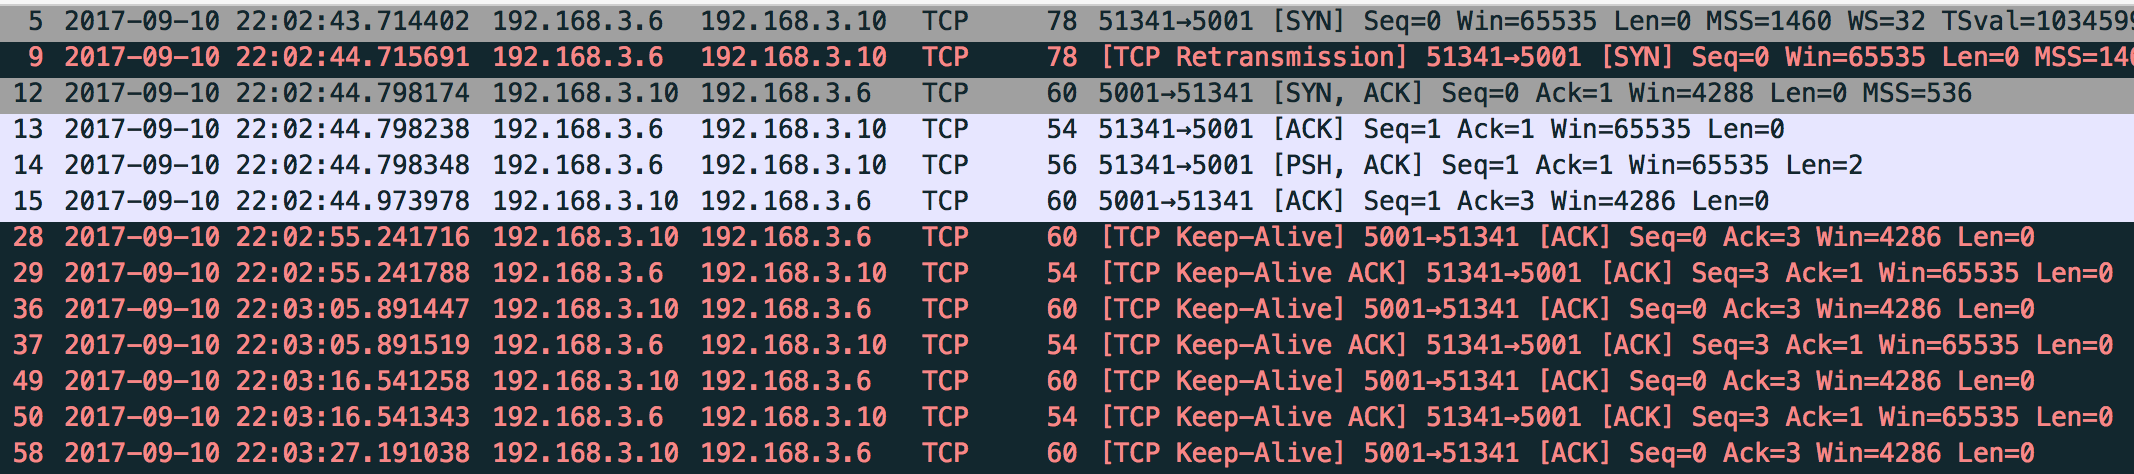 5 2017-09-10 22:02:43.714402 192.168.3.6 192.168.3.10 TCP 78 51341→5001 [SYN] Seq=0 Win=65535 Len=0 MSS=1460 WS=32 TSval=1034599
9 2017-09-10 22:02:44.715691 192.168.3.6 192.168.3.10 TCP 78 [TCP Retransmission] 51341→5001 [SYN] Seq=0 Win=65535 Len=0 MSS=146
12 2017-09-10 22:02:44.798174 192.168.3.10 192.168.3.6 TCP 60 5001→51341 [SYN, ACK] Seq=0 Ack=1 Win=4288 Len=0 MSS=536
13 2017-09-10 22:02:44.798238 192.168.3.6 192.168.3.10 TCP 54 51341→5001 [ACK] Seq=1 Ack=1 Win=65535 Len=0
14 2017-09-10 22:02:44.798348 192.168.3.6 192.168.3.10 TCP 56 51341→5001 [PSH, ACK] Seq=1 Ack=1 Win=65535 Len=2
15 2017-09-10 22:02:44.973978 192.168.3.10 192.168.3.6 TCP 60 5001→51341 [ACK] Seq=1 Ack=3 Win=4286 Len=0
28 2017-09-10 22:02:55.241716 192.168.3.10 192.168.3.6 TCP 60 [TCP Keep-Alive] 5001→51341 [ACK] Seq=0 Ack=3 Win=4286 Len=0
29 2017-09-10 22:02:55.241788 192.168.3.6 192.168.3.10 TCP 54 [TCP Keep-Alive ACK] 51341→5001 [ACK] Seq=3 Ack=1 Win=65535 Len=0
36 2017-09-10 22:03:05.891447 192.168.3.10 192.168.3.6 TCP 60 [TCP Keep-Alive] 5001→51341 [ACK] Seq=0 Ack=3 Win=4286 Len=0
37 2017-09-10 22:03:05.891519 192.168.3.6 192.168.3.10 TCP 54 [TCP Keep-Alive ACK] 51341→5001 [ACK] Seq=3 Ack=1 Win=65535 Len=0
49 2017-09-10 22:03:16.541258 192.168.3.10 192.168.3.6 TCP 60 [TCP Keep-Alive] 5001→51341 [ACK] Seq=0 Ack=3 Win=4286 Len=0
50 2017-09-10 22:03:16.541343 192.168.3.6 192.168.3.10 TCP 54 [TCP Keep-Alive ACK] 51341→5001 [ACK] Seq=3 Ack=1 Win=65535 Len=0
58 2017-09-10 22:03:27.191038 192.168.3.10 192.168.3.6 TCP 60 [TCP Keep-Alive] 5001→51341 [ACK] Seq=0 Ack=3 Win=4286 Len=0